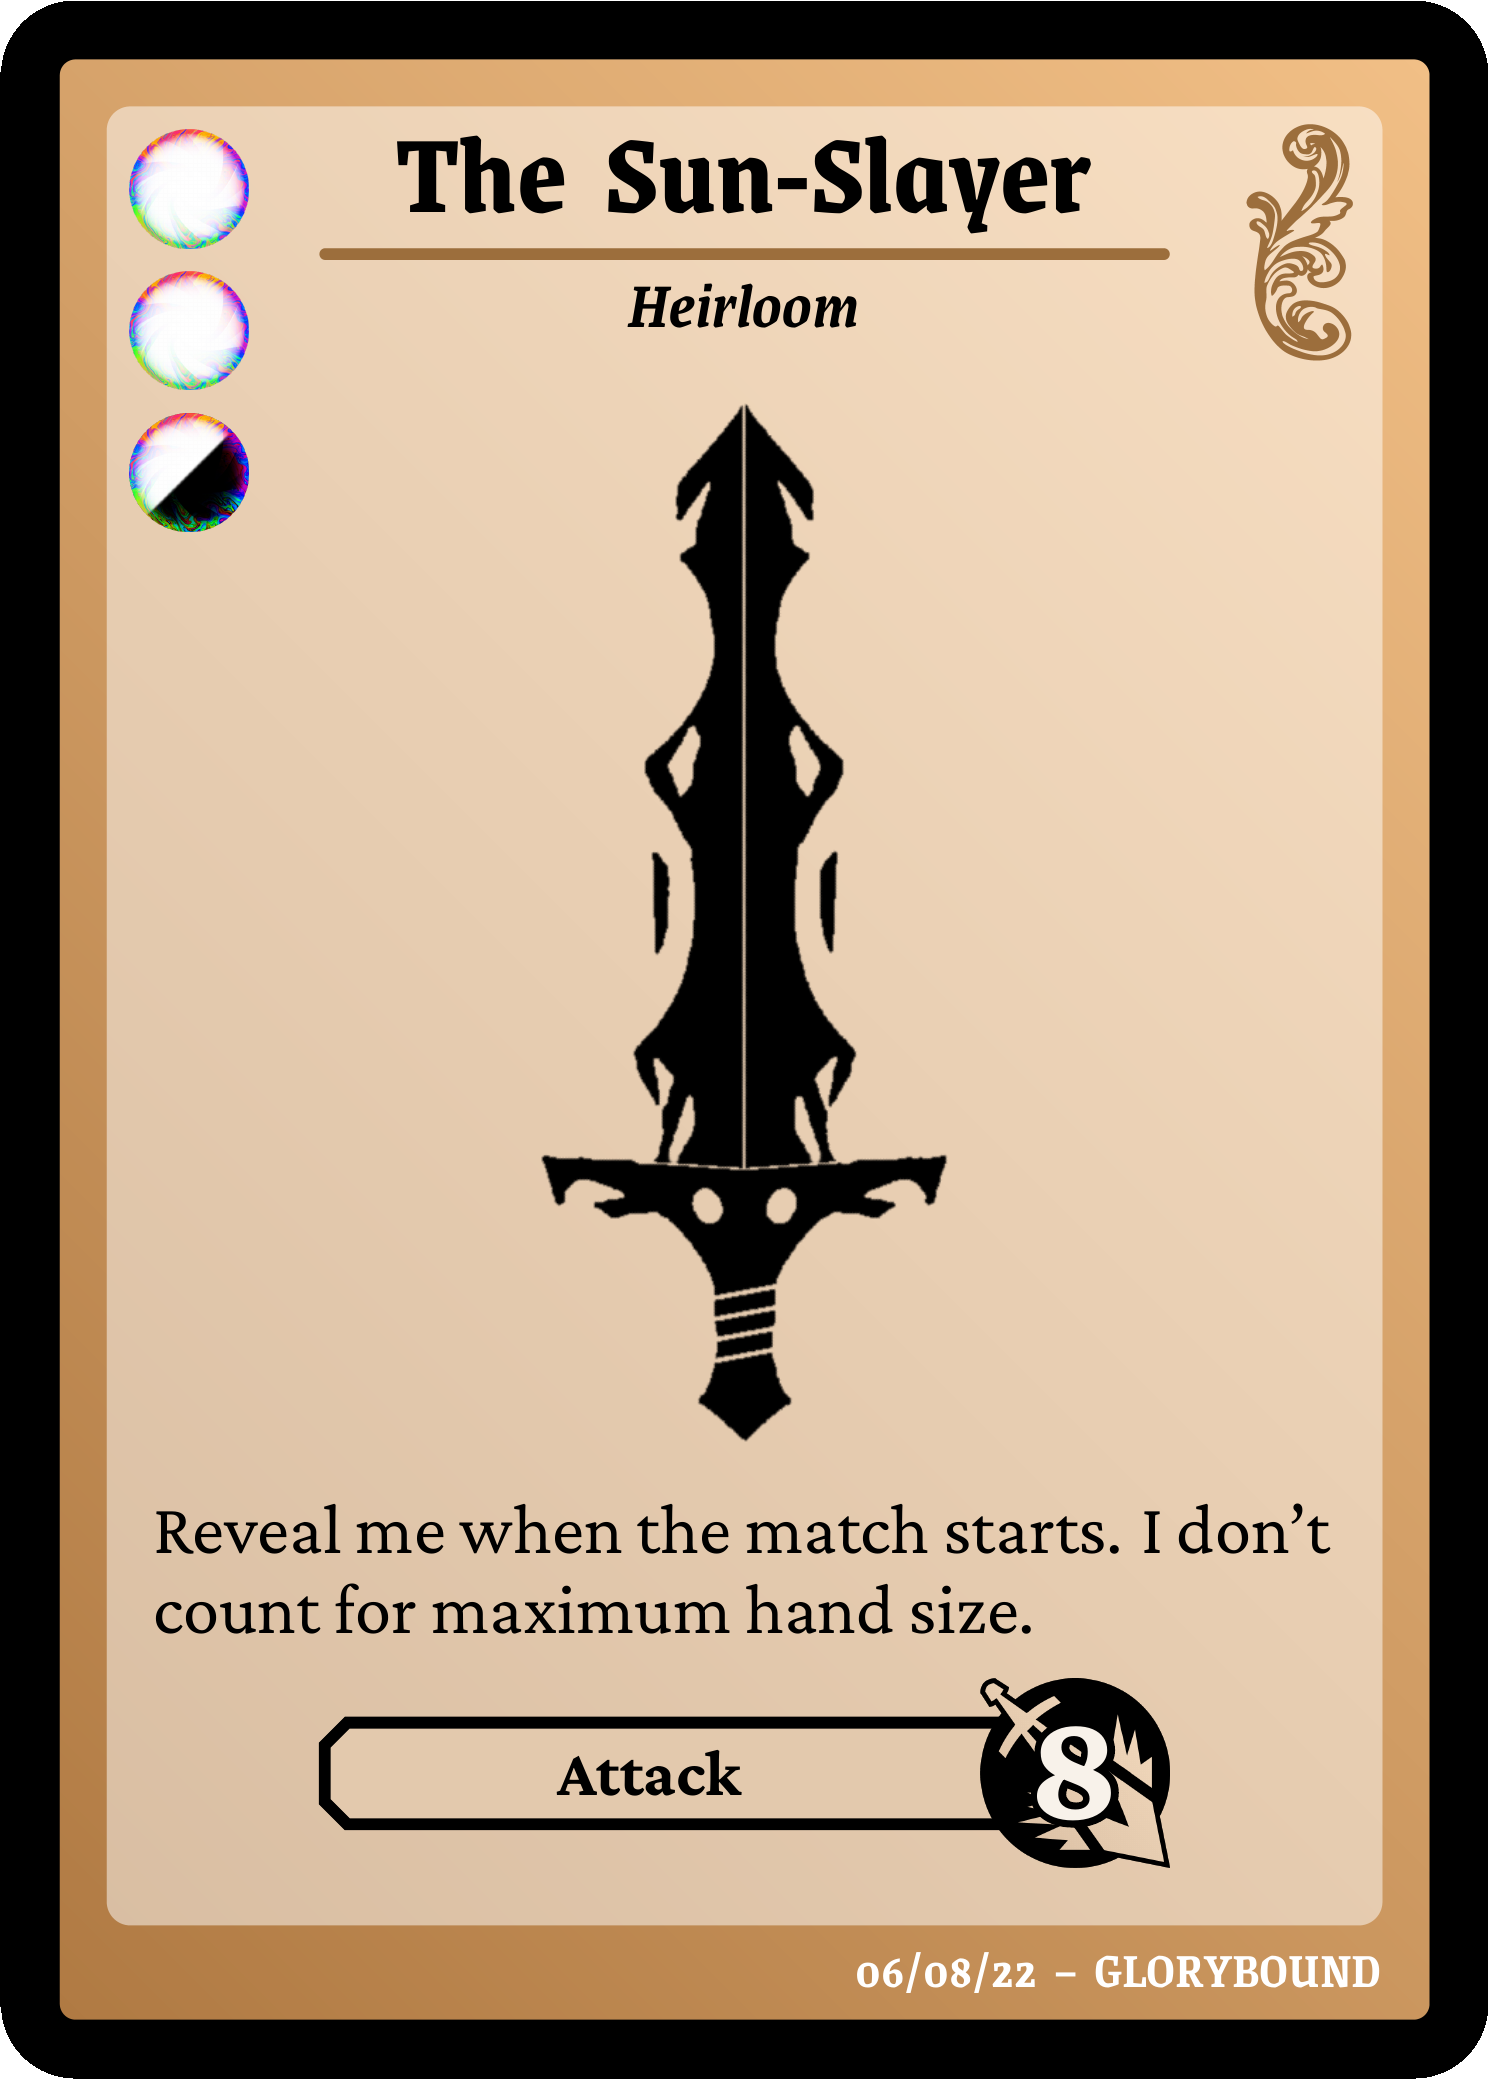 The Sun-Slayer
Heirloom
Reveal me when the match starts. I don’t
count for maximum hand size.
Attack
8
06/08/22 – GLORYBOUND